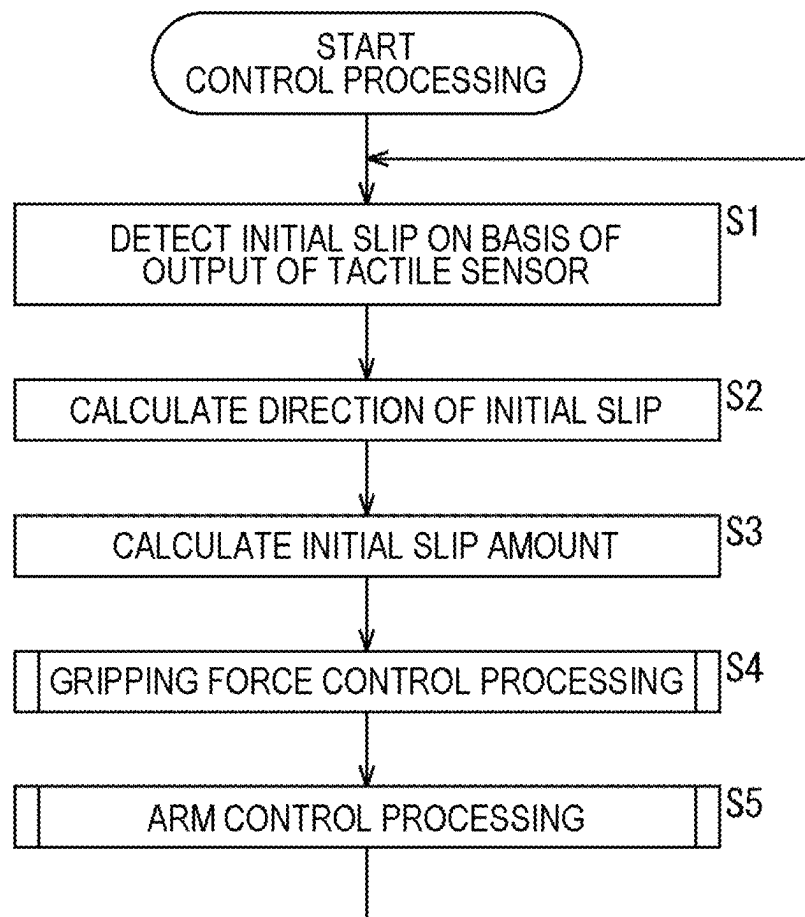 START
CONTROL PROCESSING
S1
DETECT INITIAL SLIP ON BASIS OF
OUTPUT OF TACTILE SENSOR
S2
CALCULATE DIRECTION OF INITIAL SLIP
S3
CALCULATE INITIAL SLIP AMOUNT
S4
GRIPPING FORCE CONTROL PROCESSING
S5
ARM CONTROL PROCESSING